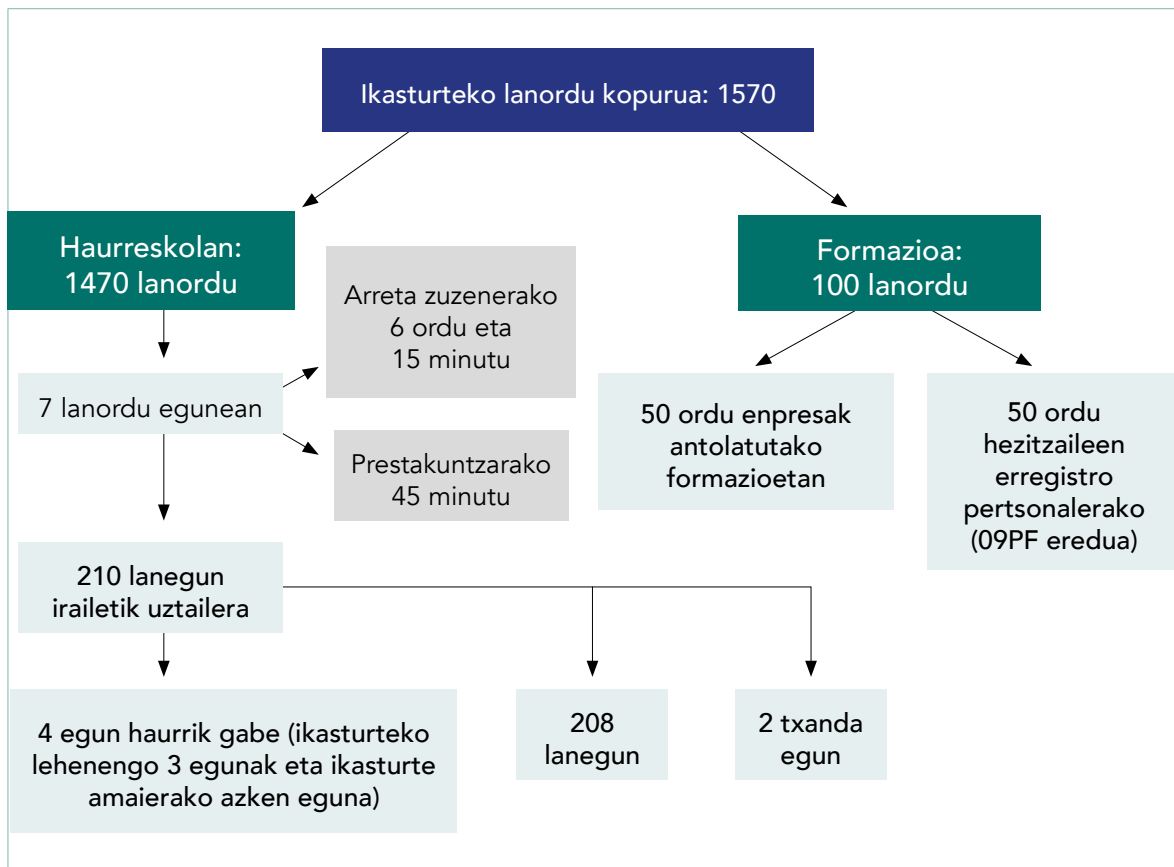 Ikasturteko lanordu kopurua: 1570
Haurreskolan:
1470 lanordu
Formazioa:
100 lanordu
Arreta zuzenerako
6 ordu eta
15 minutu
7 lanordu egunean
Prestakuntzarako
45 minutu
50 ordu enpresak
antolatutako
formazioetan
50 ordu
hezitzaileen
erregistro
pertsonalerako
(09PF eredua)
210 lanegun
irailetik uztailera
4 egun haurrik gabe (ikasturteko
lehenengo 3 egunak eta ikasturte
amaierako azken eguna)
208
lanegun
2 txanda
egun